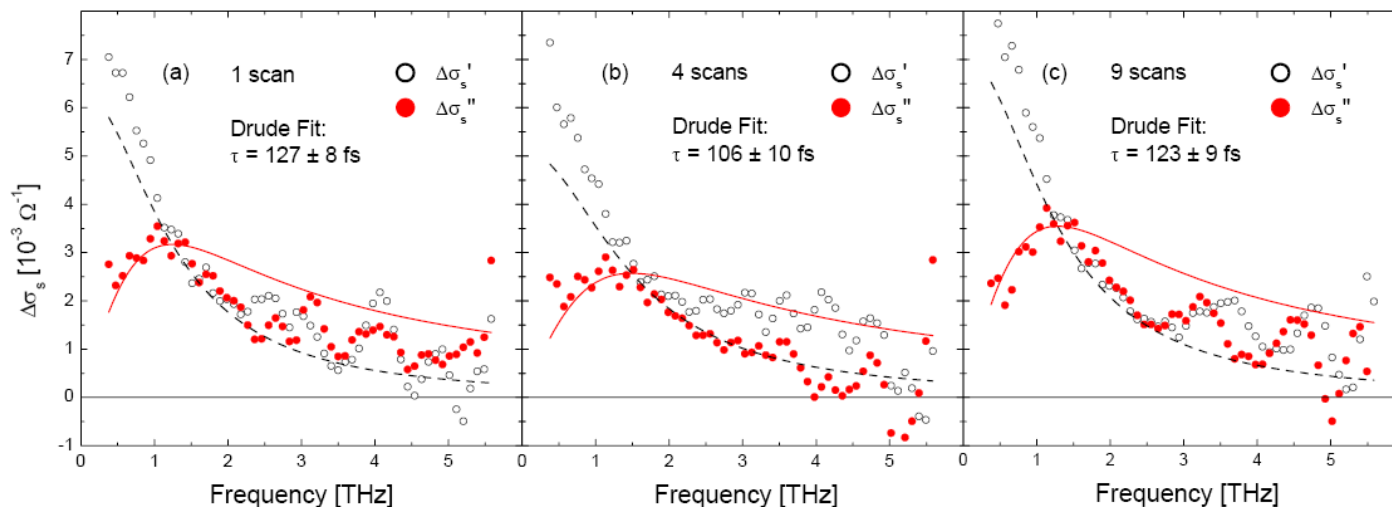 Δσs [10⁻³ Ω⁻¹]
7
6
5
4
3
2
1
0
-1
(a) 1 scan
Δσs'
Δσs"
Drude Fit:
τ = 127 ± 8 fs
0 1 2 3 4 5
Frequency [THz]
(b) 4 scans
Δσs'
Δσs"
Drude Fit:
τ = 106 ± 10 fs
0 1 2 3 4 5
Frequency [THz]
(c) 9 scans
Δσs'
Δσs"
Drude Fit:
τ = 123 ± 9 fs
0 1 2 3 4 5
Frequency [THz]